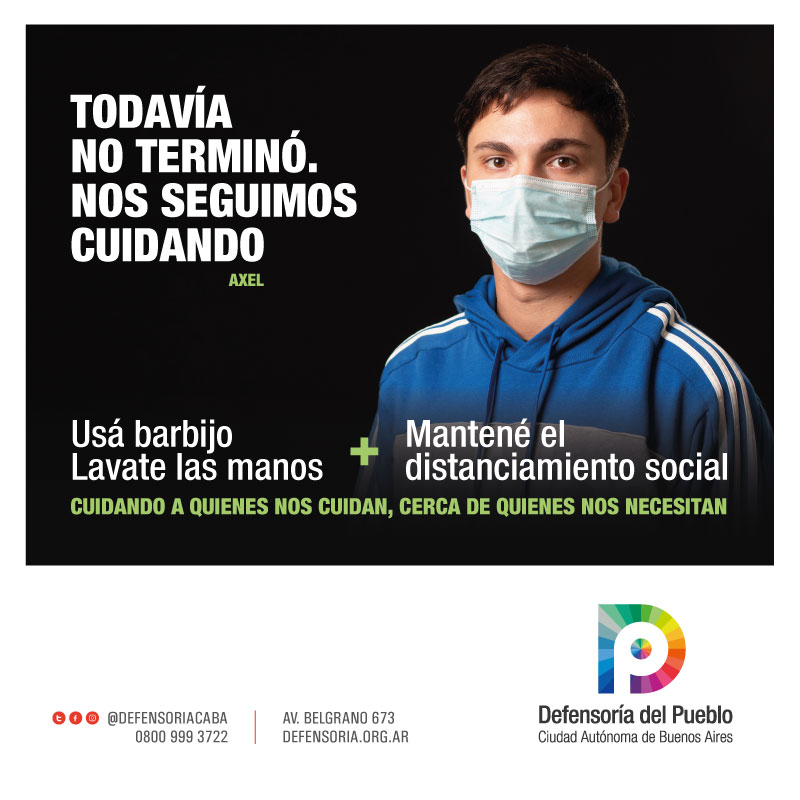 TODAVÍA
NO TERMINÓ.
NOS SEGUIMOS
CUIDANDO
AXEL
Usá barbijo
Lavate las manos
+
Mantené el
distanciamiento social
CUIDANDO A QUIENES NOS CUIDAN, CERCA DE QUIENES NOS NECESITAN
@DEFENSORIACABA
0800 999 3722
AV. BELGRANO 673
DEFENSORIA.ORG.AR
Defensoría del Pueblo
Ciudad Autónoma de Buenos Aires